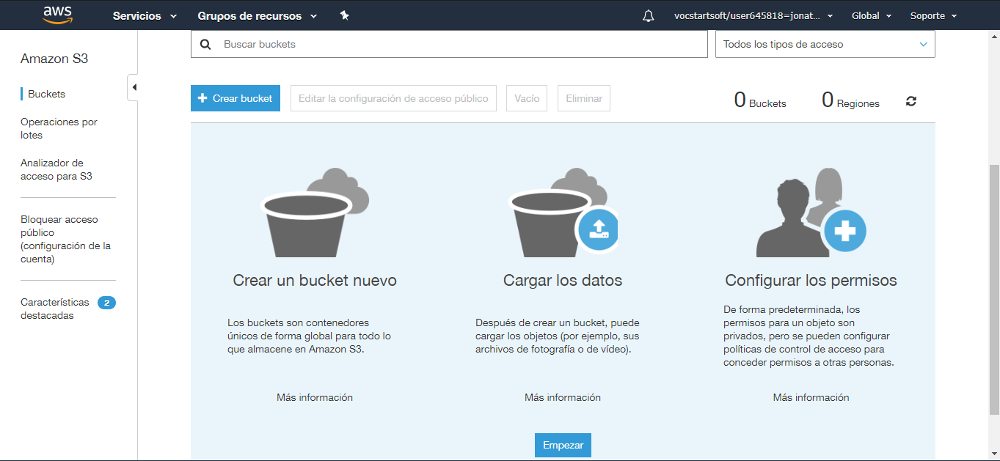 aws
Servicios
Grupos de recursos
vocstartsoft/user645818=jonat...
Global
Soporte
Amazon S3
Buckets
Operaciones por
lotes
Analizador de
acceso para S3
Bloquear acceso
público
(configuración de la
cuenta)
Características 2
destacadas
Buscar buckets
Todos los tipos de acceso
Crear bucket
Editar la configuración de acceso público
Vacío
Eliminar
0 Buckets
0 Regiones
Crear un bucket nuevo
Los buckets son contenedores
únicos de forma global para todo lo
que almacene en Amazon S3.
Más información
Cargar los datos
Después de crear un bucket, puede
cargar los objetos (por ejemplo, sus
archivos de fotografía o de vídeo).
Más información
Configurar los permisos
De forma predeterminada, los
permisos para un objeto son
privados, pero se pueden configurar
políticas de control de acceso para
conceder permisos a otras personas.
Más información
Empezar